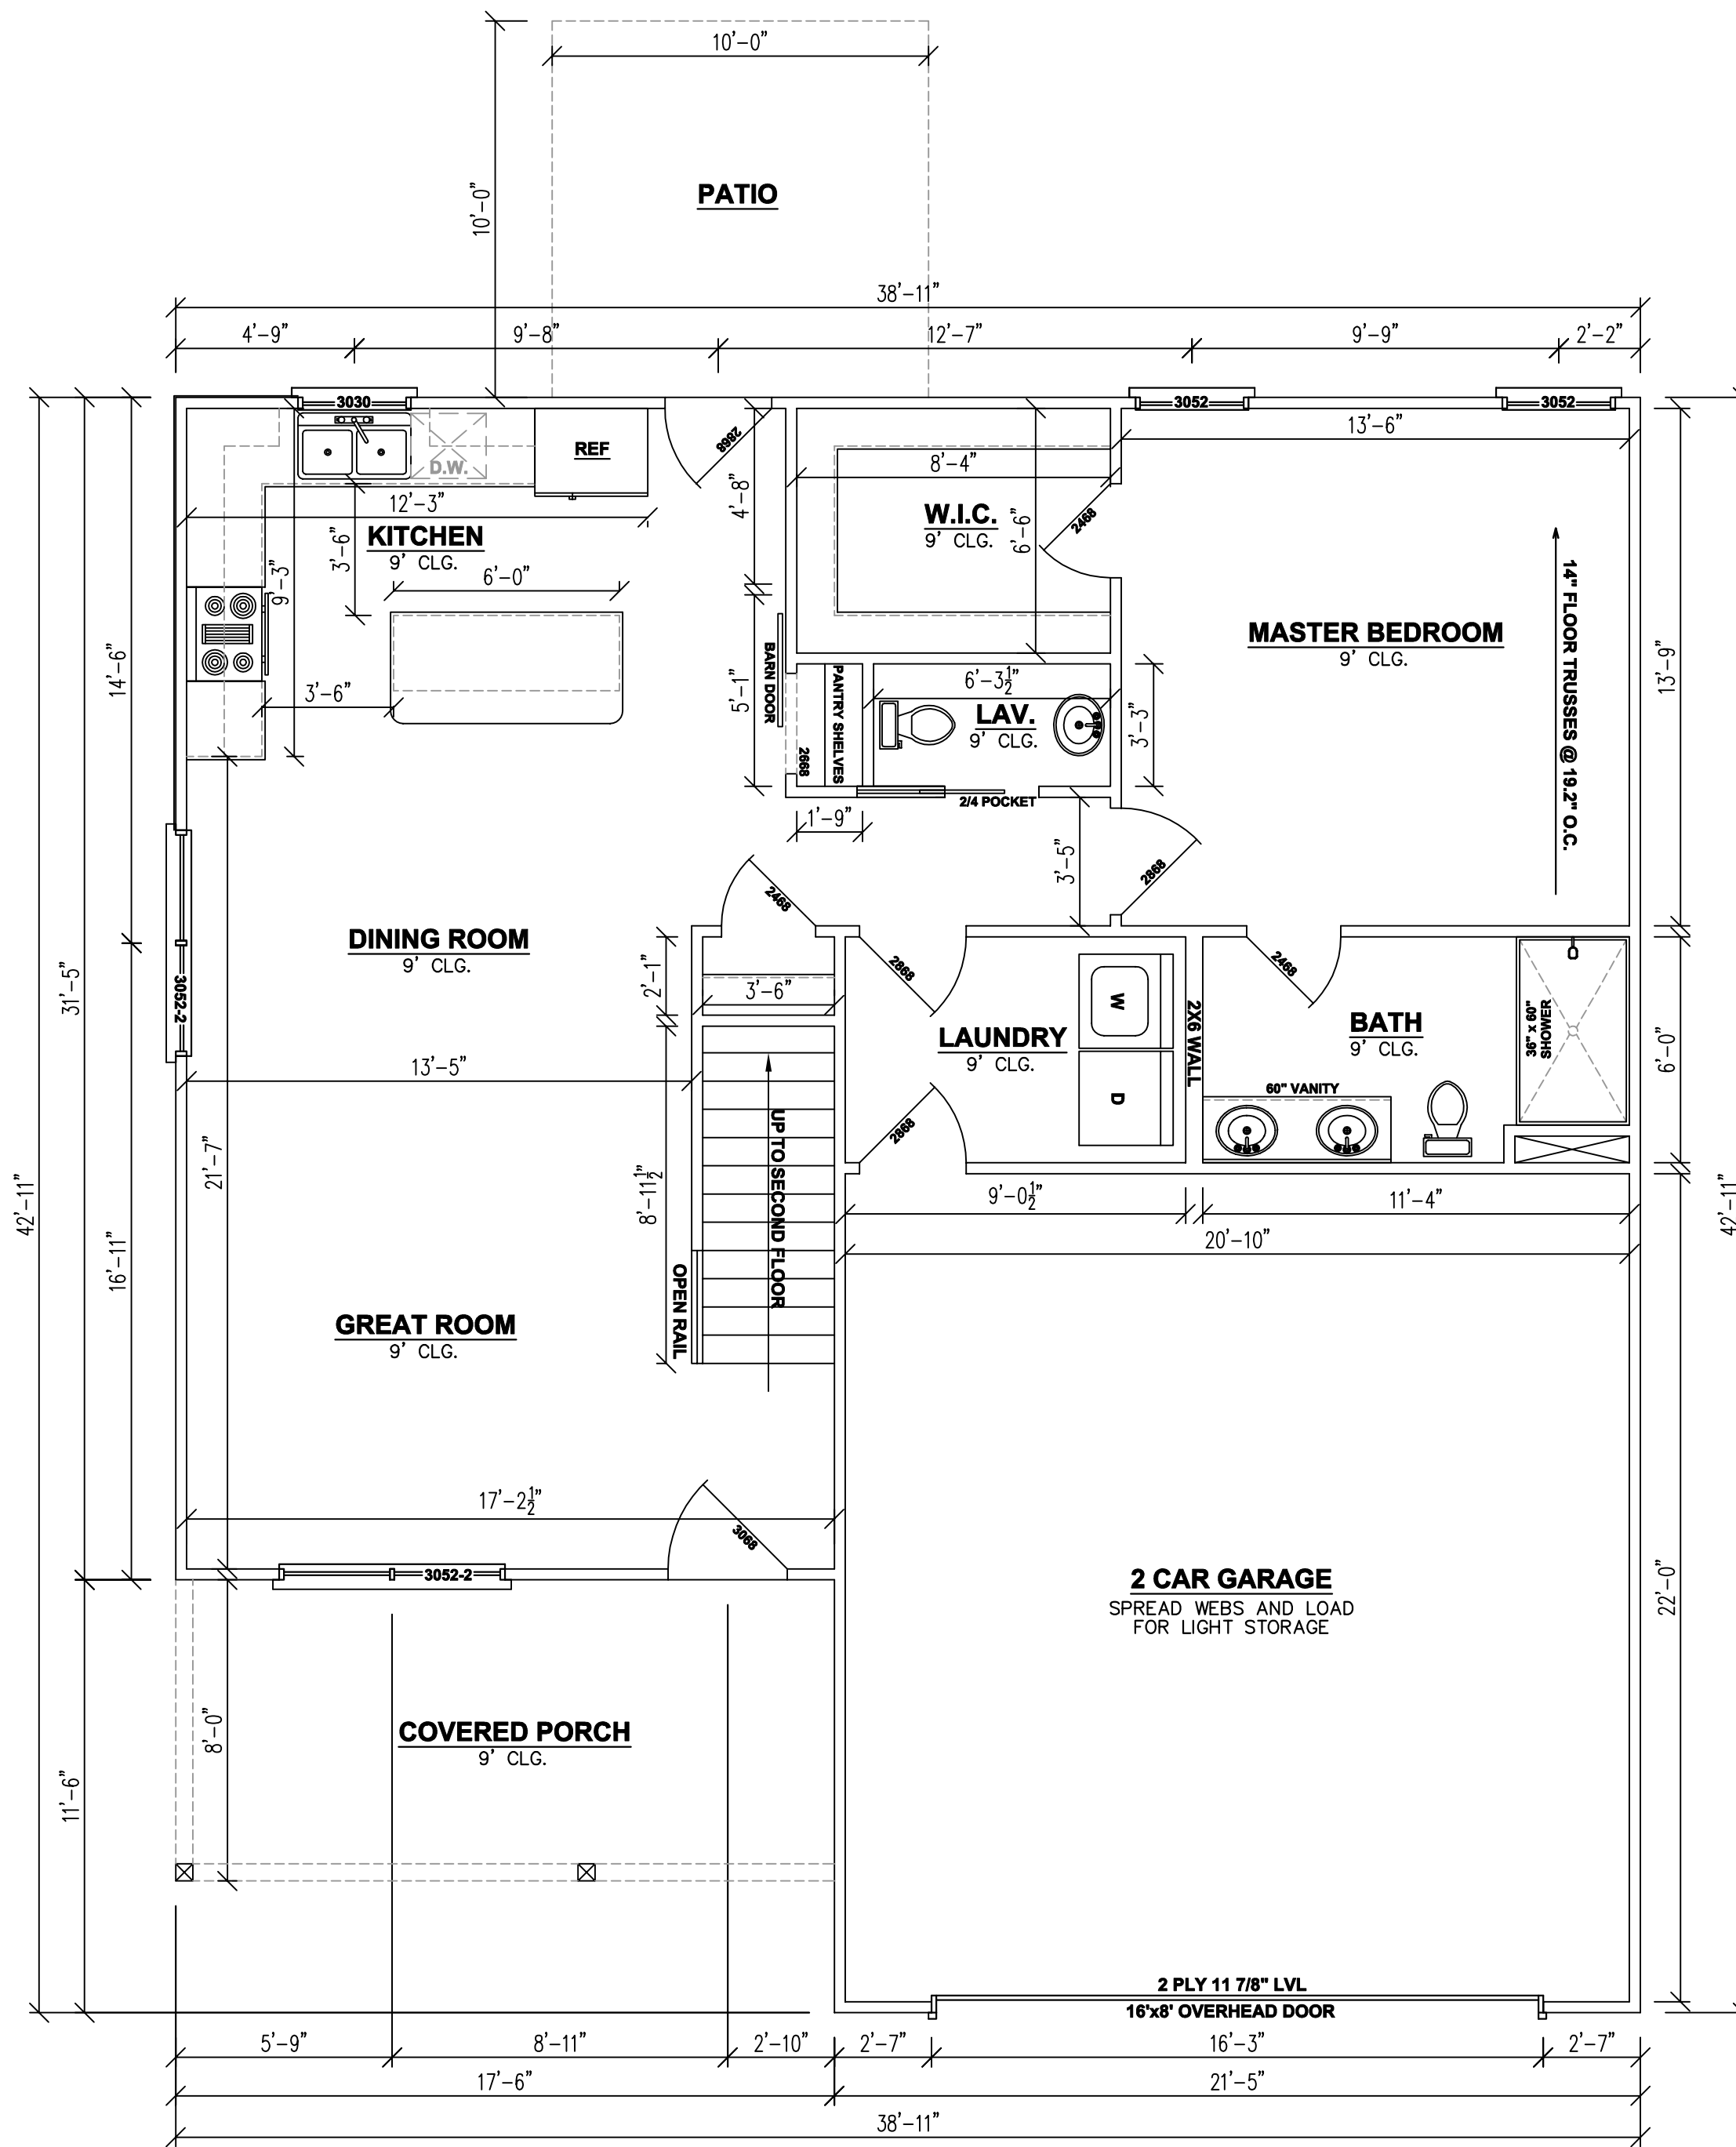 10'-0"
10'-0"
PATIO
38'-11"
4'-9"
9'-8"
12'-7"
9'-9"
2'-2"
3030
3052
3052
REF
D.W.
2868
13'-6"
12'-3"
KITCHEN
9' CLG.
3'-6"
9'-3"
6'-0"
3'-6"
4'-8"
5'-1"
8'-4"
W.I.C.
9' CLG.
6'-6"
2468
MASTER BEDROOM
9' CLG.
14" FLOOR TRUSSES @ 19.2" O.C.
13'-9"
BARN DOOR
PANTRY SHELVES
2668
6'-3½"
LAV.
9' CLG.
3'-3"
2/4 POCKET
1'-9"
3'-5"
2868
2468
14'-6"
31'-5"
42'-11"
42'-11"
3052-2
DINING ROOM
9' CLG.
2'-1"
3'-6"
2868
W
D
LAUNDRY
9' CLG.
2868
2X6 WALL
2468
BATH
9' CLG.
36" x 60"
SHOWER
60" VANITY
6'-0"
13'-5"
21'-7"
16'-11"
8'-11½"
UP TO SECOND FLOOR
OPEN RAIL
9'-0½"
11'-4"
20'-10"
GREAT ROOM
9' CLG.
17'-2½"
3068
3052-2
2 CAR GARAGE
SPREAD WEBS AND LOAD
FOR LIGHT STORAGE
22'-0"
COVERED PORCH
9' CLG.
8'-0"
11'-6"
2 PLY 11 7/8" LVL
16'x8' OVERHEAD DOOR
5'-9"
8'-11"
2'-10"
2'-7"
16'-3"
2'-7"
17'-6"
21'-5"
38'-11"